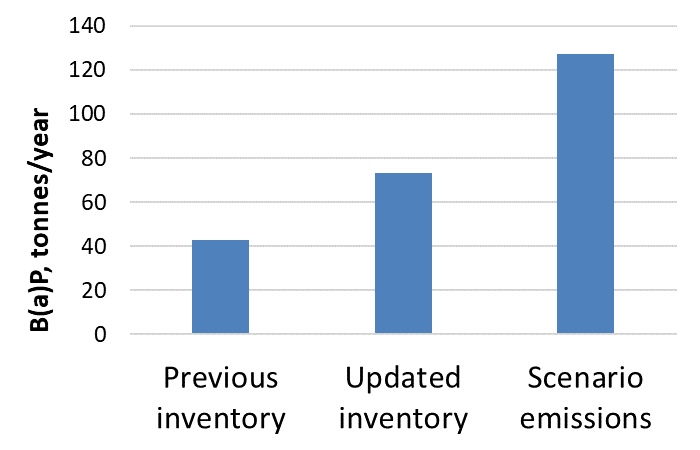 140
120
100
80
60
40
20
0
B(a)P, tonnes/year
Previous
inventory
Updated
inventory
Scenario
emissions